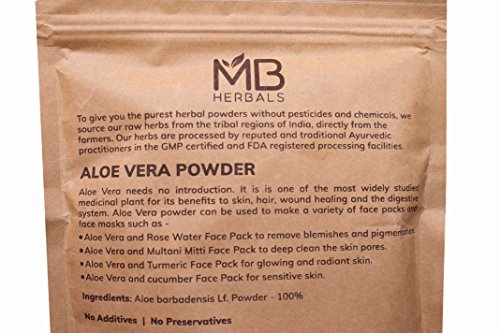 MB
HERBALS
To give you the purest herbal powders without pesticides and chemicals, we
source our raw herbs from the tribal regions of India, directly from the
farmers. Our herbs are processed by reputed and traditional Ayurvedic
practitioners in the GMP certified and FDA registered processing facilities.
ALOE VERA POWDER
Aloe Vera needs no introduction. It is is one of the most widely studied
medicinal plant for its benefits to skin, hair, wound healing and the digestive
system. Aloe Vera powder can be used to make a variety of face packs and
face masks such as -
•Aloe Vera and Rose Water Face Pack to remove blemishes and pigmentation.
•Aloe Vera and Multani Mitti Face Pack to deep clean the skin pores.
•Aloe Vera and Turmeric Face Pack for glowing and radiant skin.
•Aloe Vera and cucumber Face Pack for sensitive skin.
Ingredients: Aloe barbadensis Lf. Powder - 100%
No Additives | No Preservatives